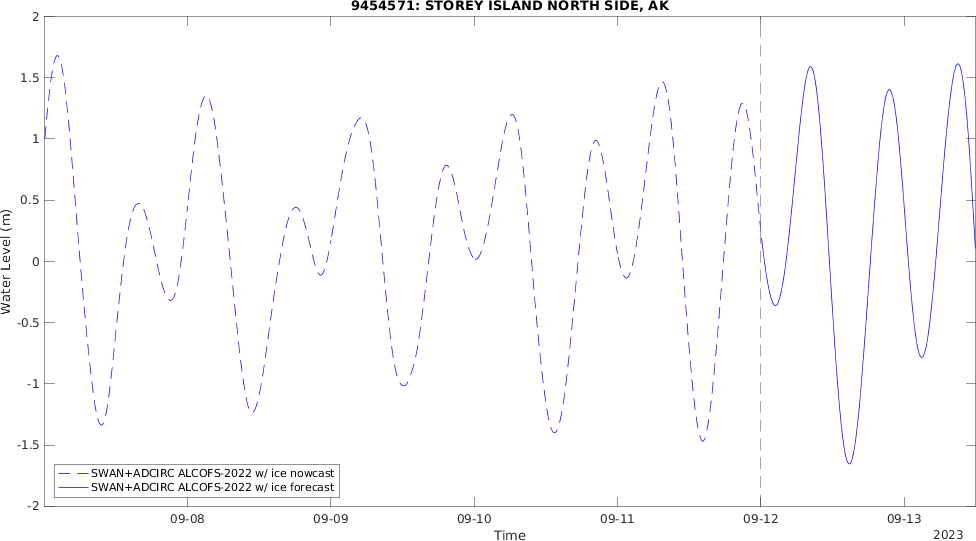 9454571: STOREY ISLAND NORTH SIDE, AK
2
1.5
1
0.5
0
-0.5
-1
-1.5
-2
Water Level (m)
SWAN+ADCIRC ALCOFS-2022 w/ ice nowcast
SWAN+ADCIRC ALCOFS-2022 w/ ice forecast
09-08 09-09 09-10 09-11 09-12 09-13
Time
2023